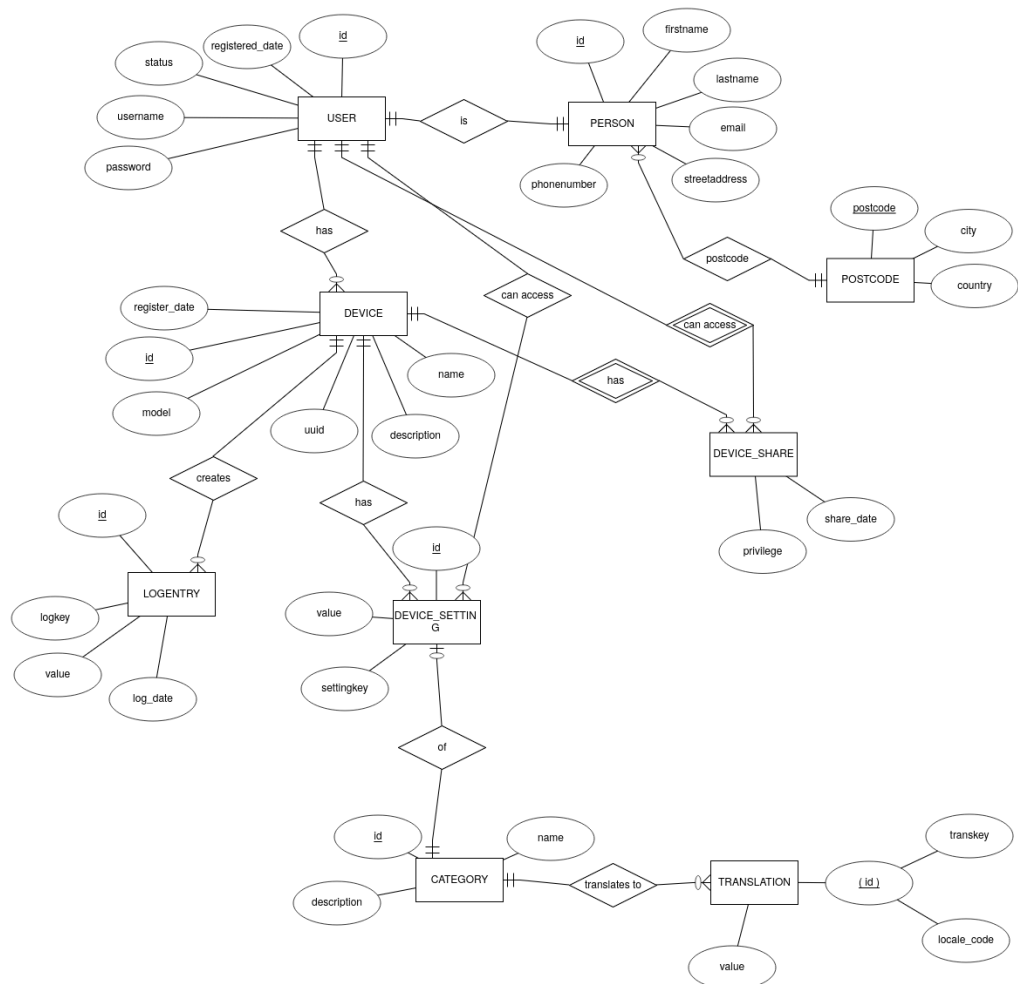 id
firstname
registered_date
id
status
lastname
username
USER
is
PERSON
email
password
phonenumber
streetaddress
postcode
has
city
postcode
POSTCODE
country
register_date
can access
DEVICE
can access
id
name
has
model
uuid
description
DEVICE_SHARE
creates
has
share_date
id
privilege
id
LOGENTRY
value
DEVICE_SETTIN
G
logkey
value
settingkey
log_date
of
id
name
transkey
CATEGORY
translates to
TRANSLATION
( id )
description
locale_code
value